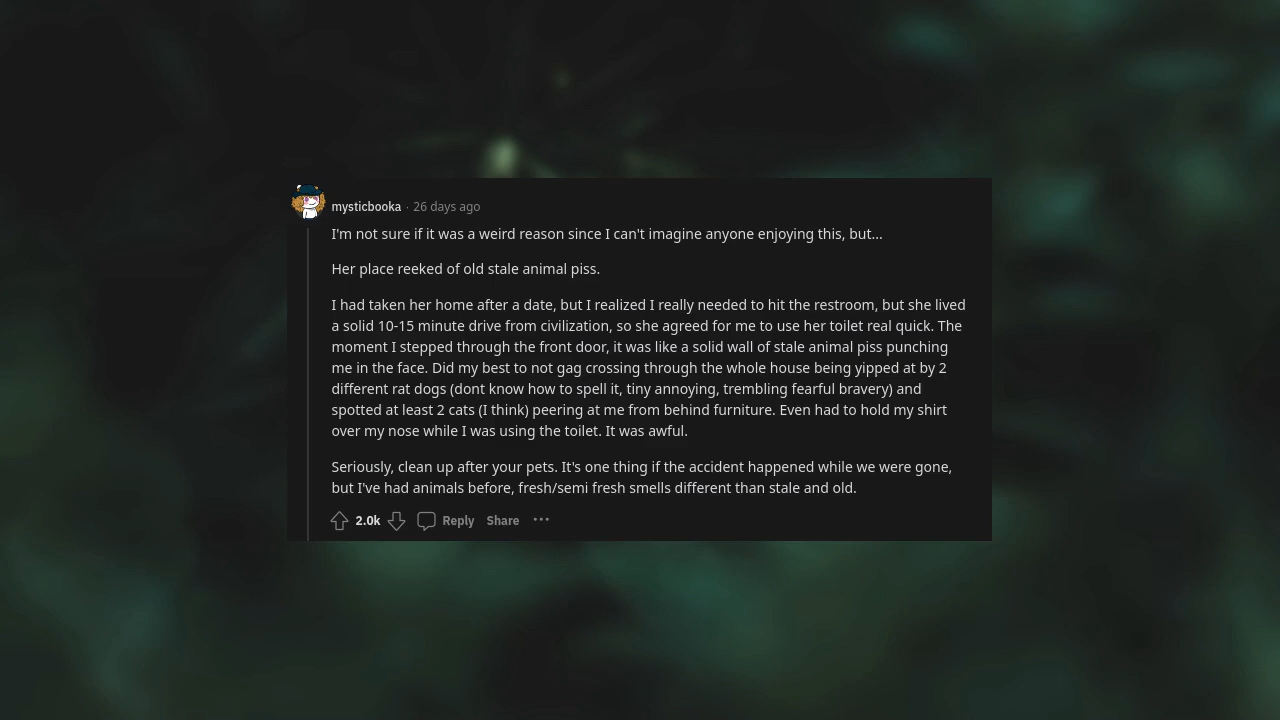 mysticbooka · 26 days ago
I'm not sure if it was a weird reason since I can't imagine anyone enjoying this, but...
Her place reeked of old stale animal piss.
I had taken her home after a date, but I realized I really needed to hit the restroom, but she lived
a solid 10-15 minute drive from civilization, so she agreed for me to use her toilet real quick. The
moment I stepped through the front door, it was like a solid wall of stale animal piss punching
me in the face. Did my best to not gag crossing through the whole house being yipped at by 2
different rat dogs (dont know how to spell it, tiny annoying, trembling fearful bravery) and
spotted at least 2 cats (I think) peering at me from behind furniture. Even had to hold my shirt
over my nose while I was using the toilet. It was awful.
Seriously, clean up after your pets. It's one thing if the accident happened while we were gone,
but I've had animals before, fresh/semi fresh smells different than stale and old.
2.0k Reply Share ···